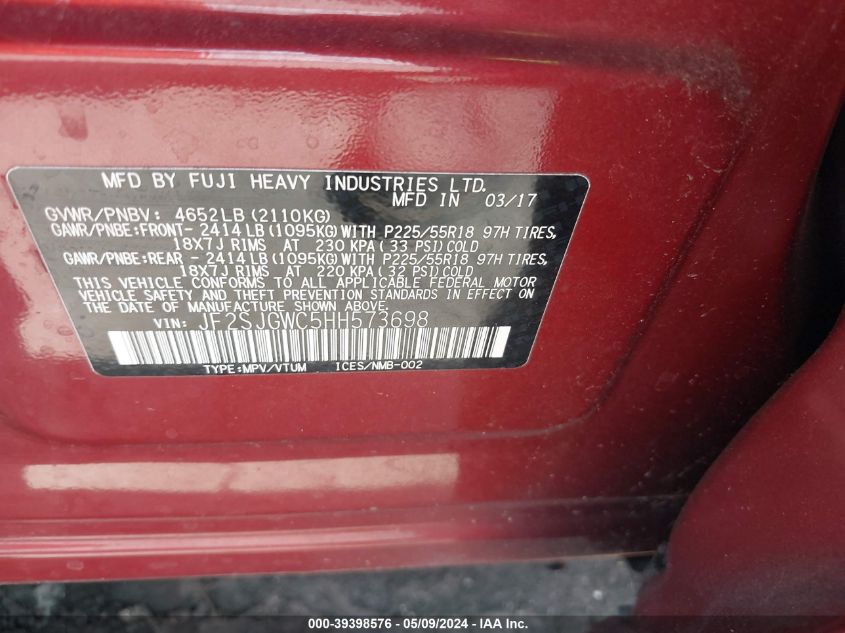 MFD BY FUJI HEAVY INDUSTRIES LTD.
MFD IN 03/17
GVWR/PNBV: 4652LB(2110KG)
GAWR/PNBE:FRONT- 2414LB(1095KG)WITH P225/55R18 97H TIRES,
18X7J RIMS AT 230 KPA( 33 PSI)COLD
GAWR/PNBE:REAR - 2414LB(1095KG)WITH P225/55R18 97H TIRES,
18X7J RIMS AT 220 KPA( 32 PSI)COLD
THIS VEHICLE CONFORMS TO ALL APPLICABLE FEDERAL MOTOR
VEHICLE SAFETY AND THEFT PREVENTION STANDARDS IN EFFECT ON
THE DATE OF MANUFACTURE SHOWN ABOVE.
VIN: JF2SJGWC5HH573698
TYPE:MPV/VTUM ICES/NMB-002
000-39398576 - 05/09/2024 - IAA Inc.